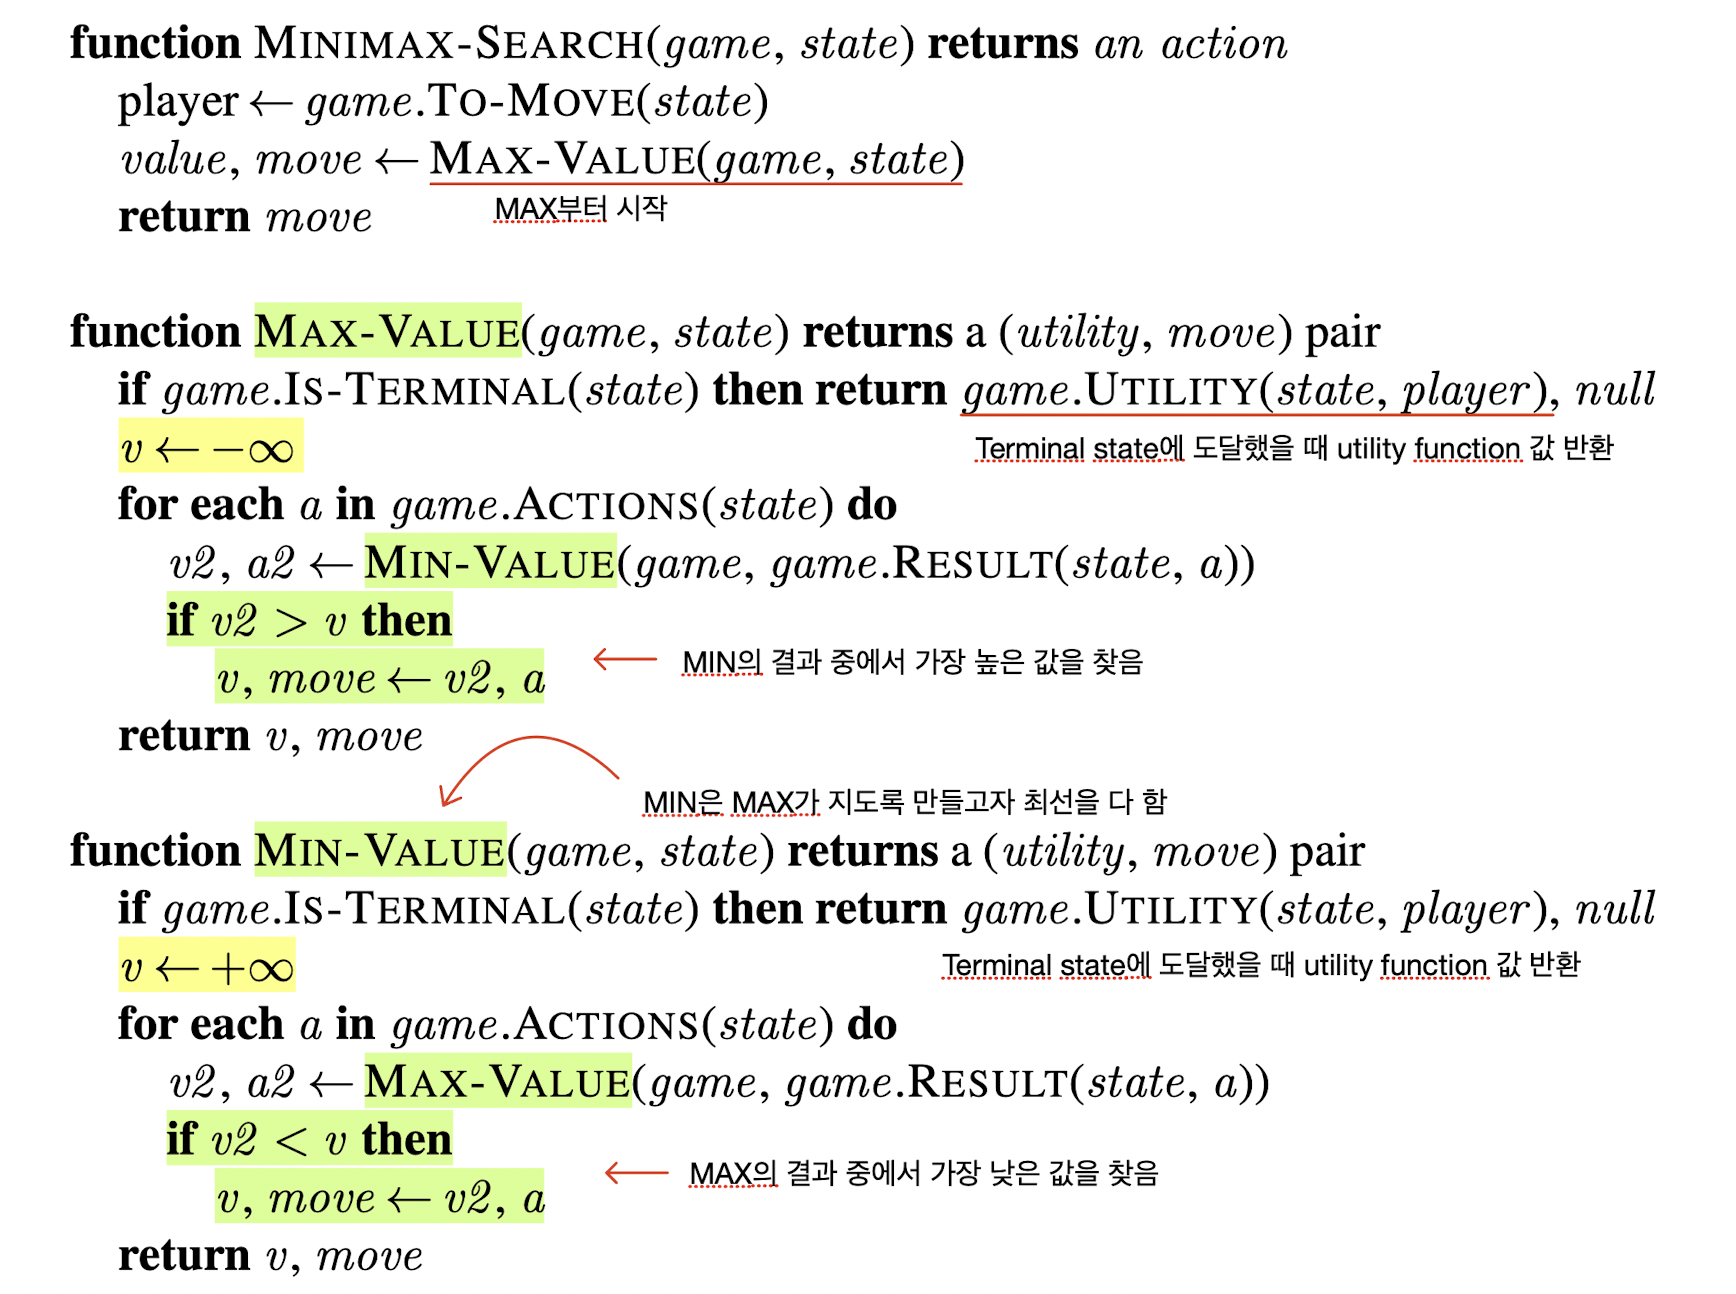 function MINIMAX-SEARCH(game, state) returns an action
player ← game.TO-MOVE(state)
value, move ← MAX-VALUE(game, state)
MAX부터 시작
return move
function MAX-VALUE(game, state) returns a (utility, move) pair
if game.IS-TERMINAL(state) then return game.UTILITY(state, player), null
v ← −∞
Terminal state에 도달했을 때 utility function 값 반환
for each a in game.ACTIONS(state) do
v2, a2 ← MIN-VALUE(game, game.RESULT(state, a))
if v2 > v then
v, move ← v2, a
MIN의 결과 중에서 가장 높은 값을 찾음
return v, move
MIN은 MAX가 지도록 만들고자 최선을 다 함
function MIN-VALUE(game, state) returns a (utility, move) pair
if game.IS-TERMINAL(state) then return game.UTILITY(state, player), null
v ← +∞
Terminal state에 도달했을 때 utility function 값 반환
for each a in game.ACTIONS(state) do
v2, a2 ← MAX-VALUE(game, game.RESULT(state, a))
if v2 < v then
v, move ← v2, a
MAX의 결과 중에서 가장 낮은 값을 찾음
return v, move